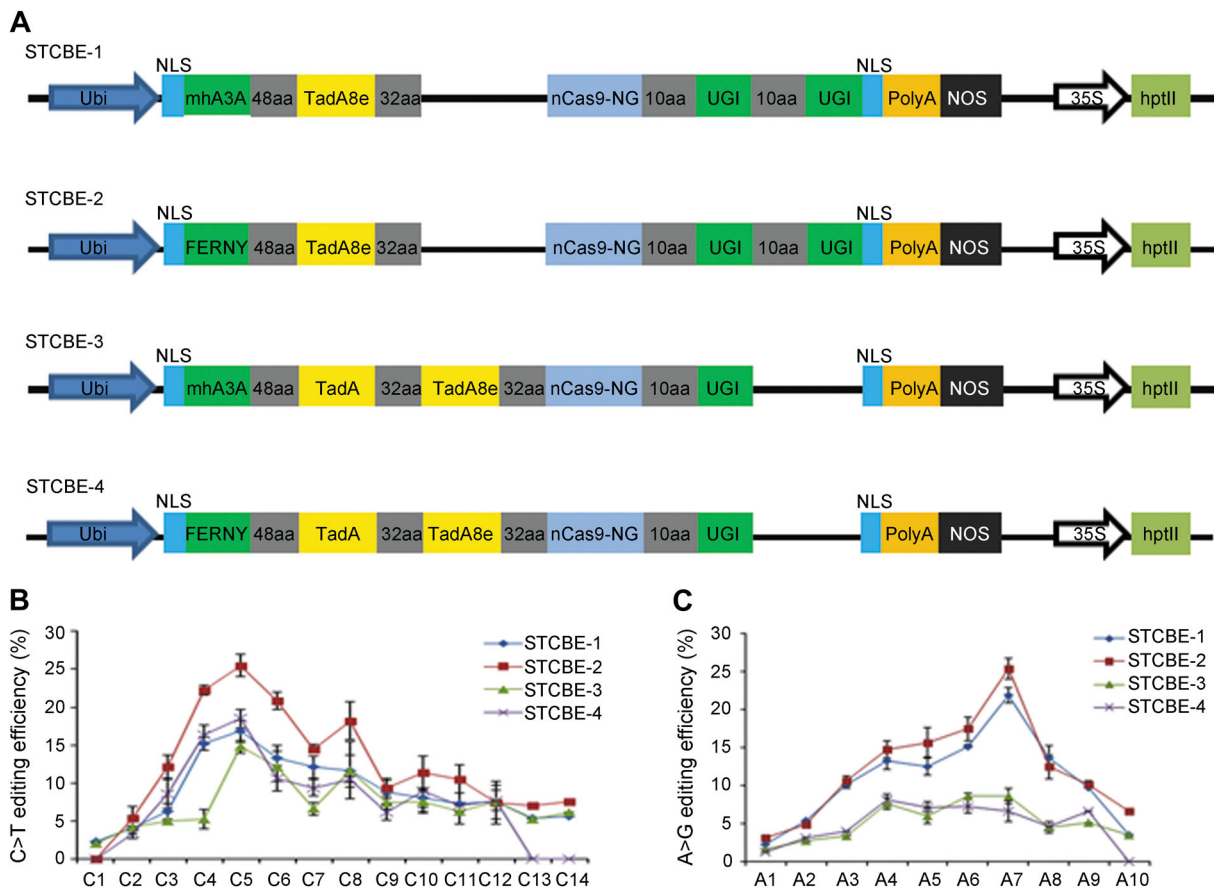 A
STCBE-1
NLS NLS
Ubi mhA3A 48aa TadA8e 32aa nCas9-NG 10aa UGI 10aa UGI PolyA NOS 35S hptII
STCBE-2
NLS NLS
Ubi FERNY 48aa TadA8e 32aa nCas9-NG 10aa UGI 10aa UGI PolyA NOS 35S hptII
STCBE-3
NLS NLS
Ubi mhA3A 48aa TadA 32aa TadA8e 32aa nCas9-NG 10aa UGI PolyA NOS 35S hptII
STCBE-4
NLS NLS
Ubi FERNY 48aa TadA 32aa TadA8e 32aa nCas9-NG 10aa UGI PolyA NOS 35S hptII
B
C>T editing efficiency (%)
30
25
20
15
10
5
0
C1 C2 C3 C4 C5 C6 C7 C8 C9 C10 C11 C12 C13 C14
STCBE-1
STCBE-2
STCBE-3
STCBE-4
C
A>G editing efficiency (%)
30
25
20
15
10
5
0
A1 A2 A3 A4 A5 A6 A7 A8 A9 A10
STCBE-1
STCBE-2
STCBE-3
STCBE-4